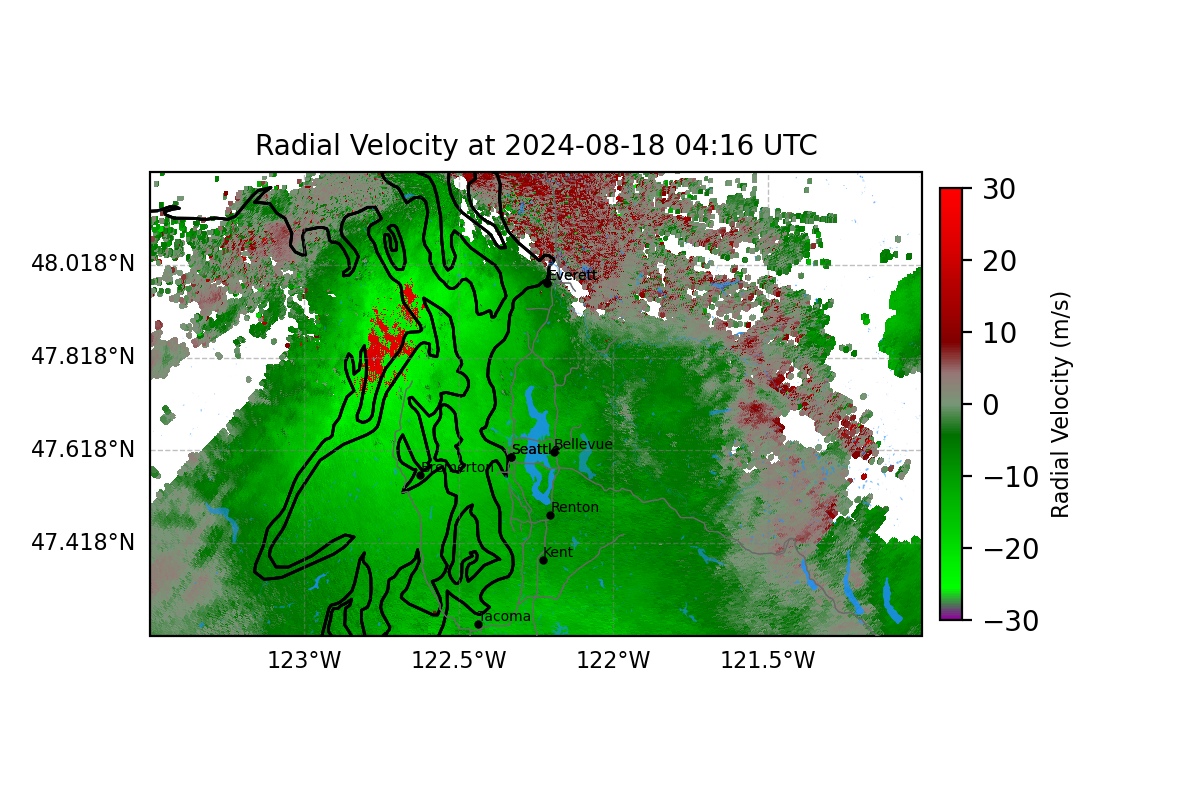 Radial Velocity at 2024-08-18 04:16 UTC
48.018°N
47.818°N
47.618°N
47.418°N
123°W
122.5°W
122°W
121.5°W
Everett
Seattle
Bellevue
Bremerton
Renton
Kent
Tacoma
30
20
10
0
−10
−20
−30
Radial Velocity (m/s)